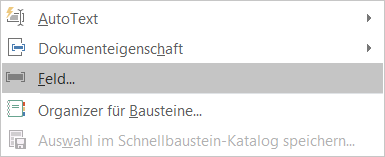 AutoText
Dokumenteigenschaft
Feld...
Organizer für Bausteine...
Auswahl im Schnellbaustein-Katalog speichern...